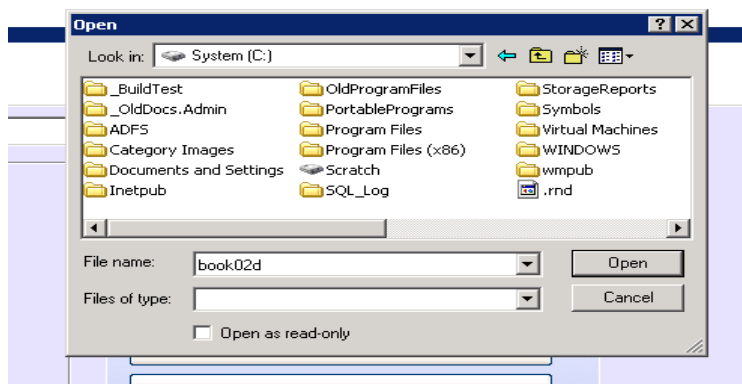 Open
Look in: System (C:)
_BuildTest
_OldDocs.Admin
ADFS
Category Images
Documents and Settings
Inetpub
OldProgramFiles
PortablePrograms
Program Files
Program Files (x86)
Scratch
SQL_Log
StorageReports
Symbols
Virtual Machines
WINDOWS
wmpub
.rnd
File name: book02d Open
Files of type: Cancel
Open as read-only